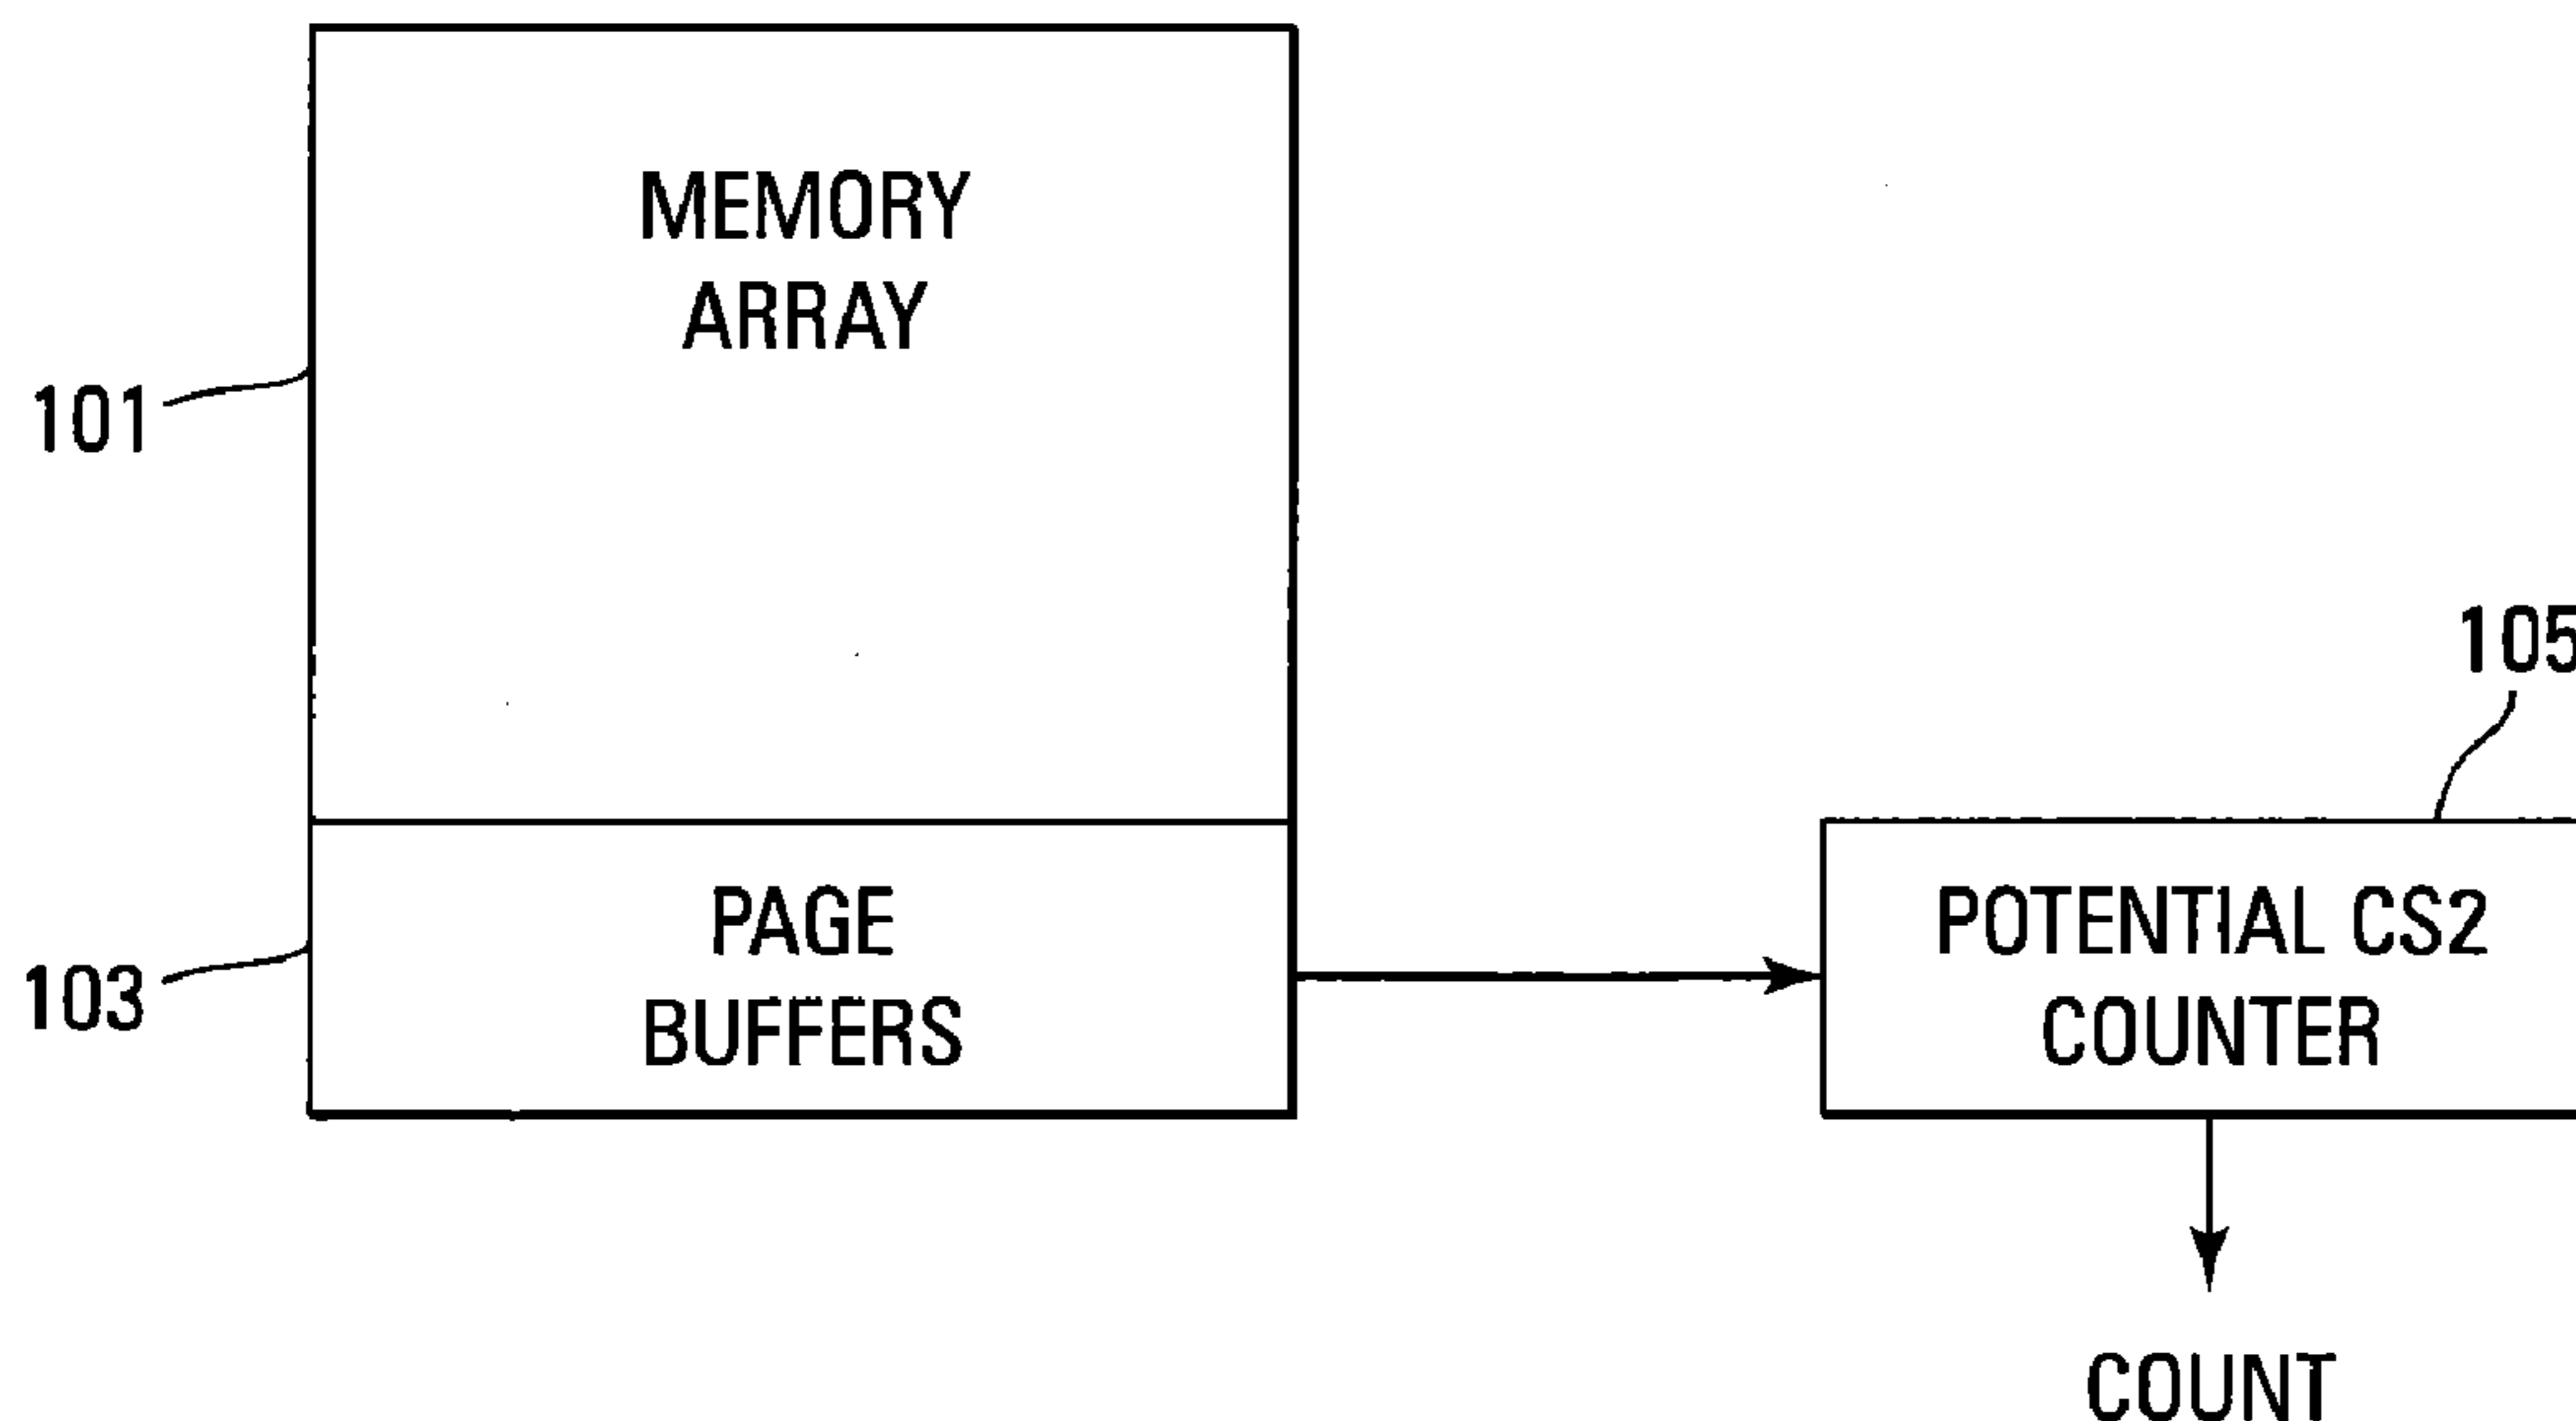 MEMORY
ARRAY
101
105
PAGE
BUFFERS
103
POTENTIAL CS2
COUNTER
COUNT